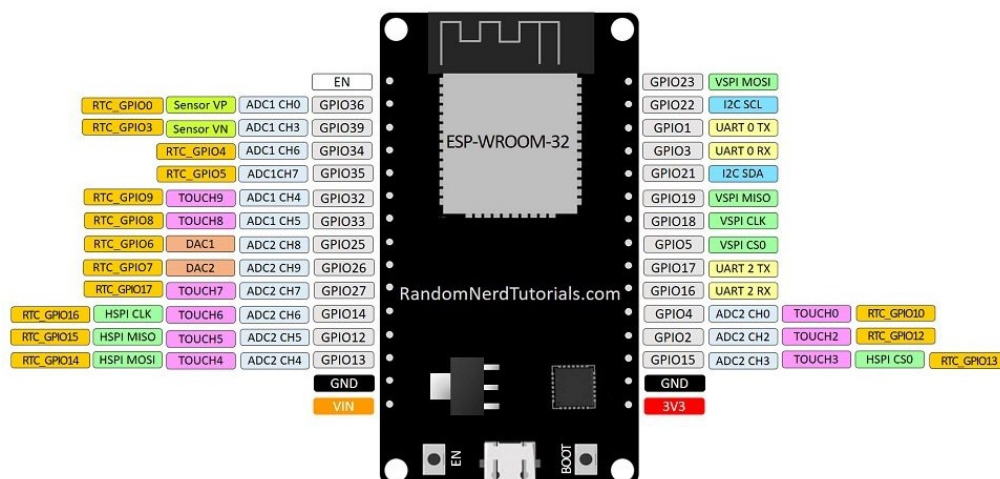 EN
RTC_GPIO0 Sensor VP ADC1 CH0 GPIO36
RTC_GPIO3 Sensor VN ADC1 CH3 GPIO39
RTC_GPIO4 ADC1 CH6 GPIO34
RTC_GPIO5 ADC1CH7 GPIO35
RTC_GPIO9 TOUCH9 ADC1 CH4 GPIO32
RTC_GPIO8 TOUCH8 ADC1 CH5 GPIO33
RTC_GPIO6 DAC1 ADC2 CH8 GPIO25
RTC_GPIO7 DAC2 ADC2 CH9 GPIO26
RTC_GPIO17 TOUCH7 ADC2 CH7 GPIO27
RTC_GPIO16 HSPI CLK TOUCH6 ADC2 CH6 GPIO14
RTC_GPIO15 HSPI MISO TOUCH5 ADC2 CH5 GPIO12
RTC_GPIO14 HSPI MOSI TOUCH4 ADC2 CH4 GPIO13
GND
VIN
ESP-WROOM-32
RandomNerdTutorials.com
EN
BOOT
GPIO23 VSPI MOSI
GPIO22 I2C SCL
GPIO1 UART 0 TX
GPIO3 UART 0 RX
GPIO21 I2C SDA
GPIO19 VSPI MISO
GPIO18 VSPI CLK
GPIO5 VSPI CS0
GPIO17 UART 2 TX
GPIO16 UART 2 RX
GPIO4 ADC2 CH0 TOUCH0 RTC_GPIO10
GPIO2 ADC2 CH2 TOUCH2 RTC_GPIO12
GPIO15 ADC2 CH3 TOUCH3 HSPI CS0 RTC_GPIO13
GND
3V3